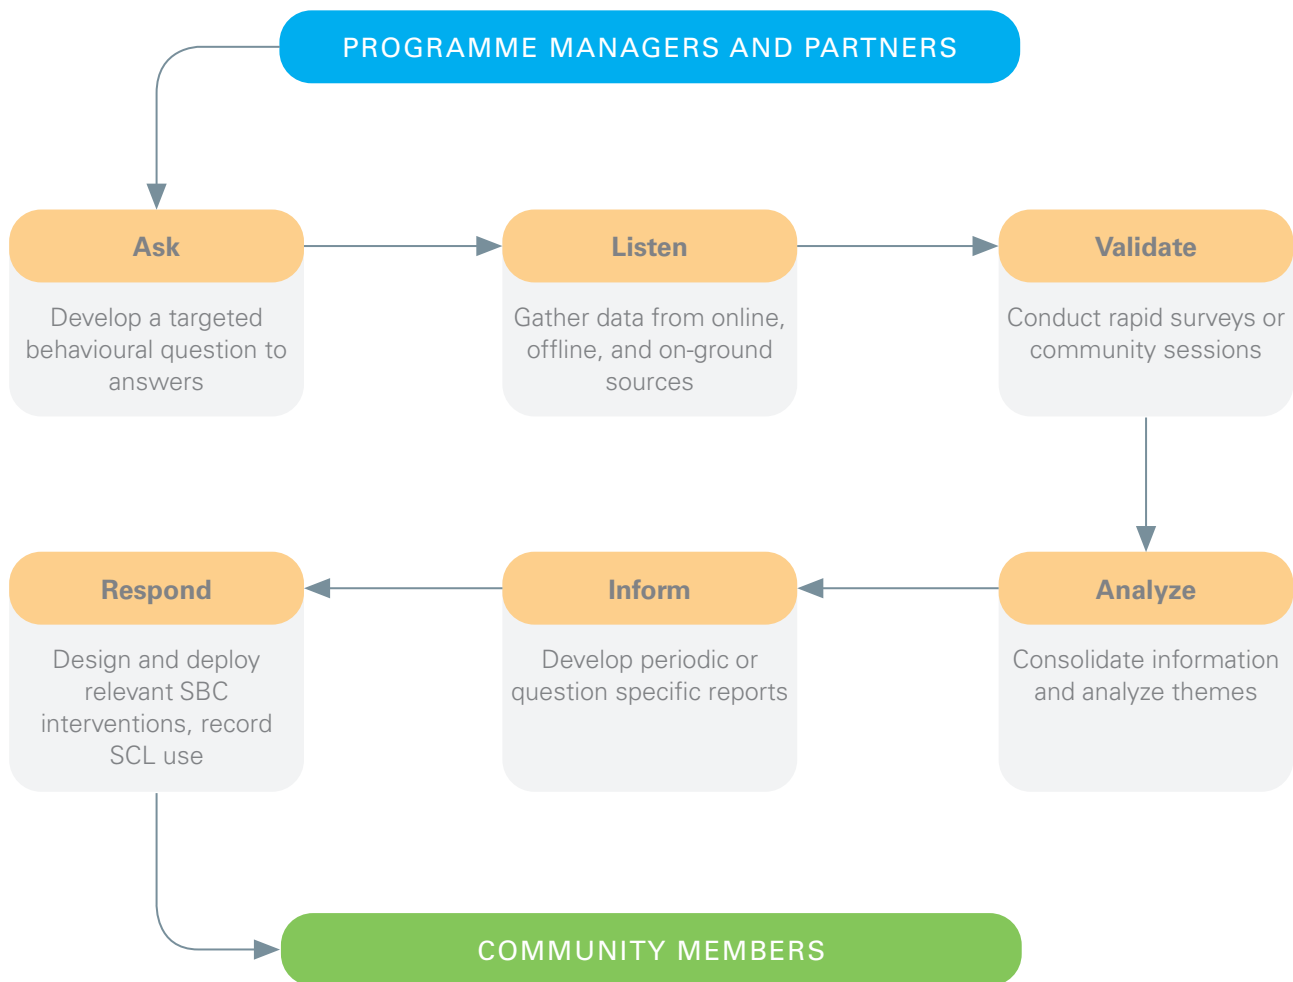 PROGRAMME MANAGERS AND PARTNERS
Ask
Develop a targeted
behavioural question to
answers
Listen
Gather data from online,
offline, and on-ground
sources
Validate
Conduct rapid surveys or
community sessions
Analyze
Consolidate information
and analyze themes
Inform
Develop periodic or
question specific reports
Respond
Design and deploy
relevant SBC
interventions, record
SCL use
COMMUNITY MEMBERS